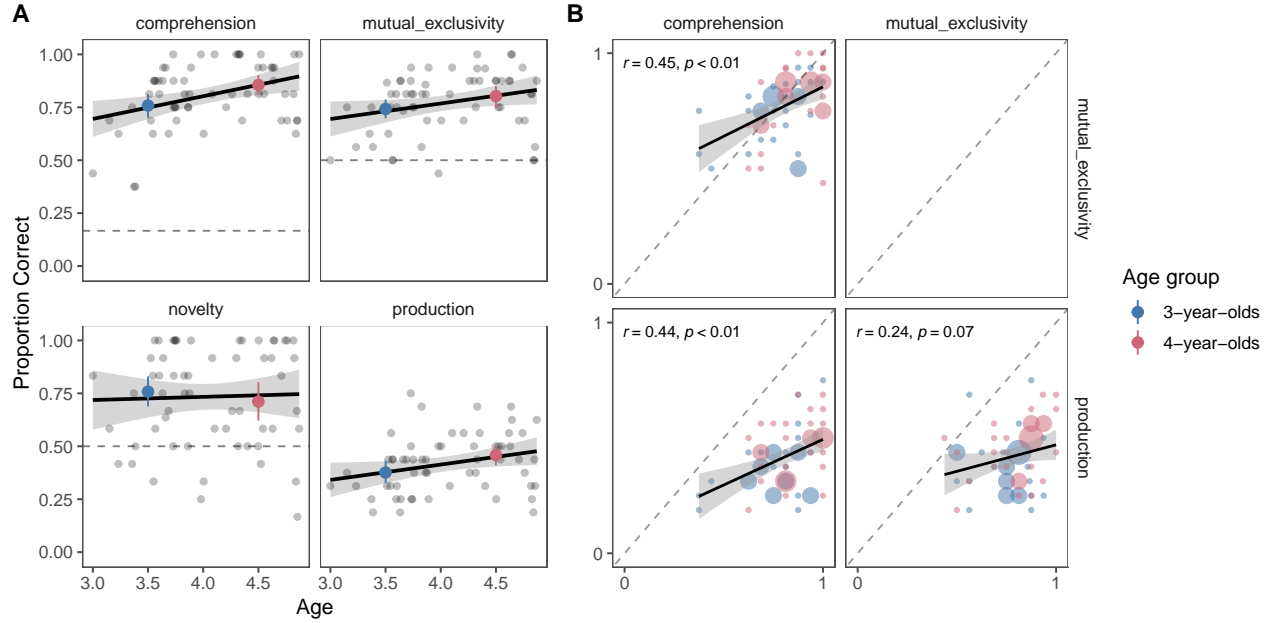 A
B
comprehension
mutual_exclusivity
comprehension
mutual_exclusivity
1.00
0.75
0.50
0.25
0.00
novelty
production
1.00
0.75
0.50
0.25
0.00
3.0 3.5 4.0 4.5
3.0 3.5 4.0 4.5
Proportion Correct
Age
1
0
r = 0.45, p < 0.01
mutual_exclusivity
1
0
r = 0.44, p < 0.01
r = 0.24, p = 0.07
production
0 1
0 1
Age group
3−year−olds
4−year−olds